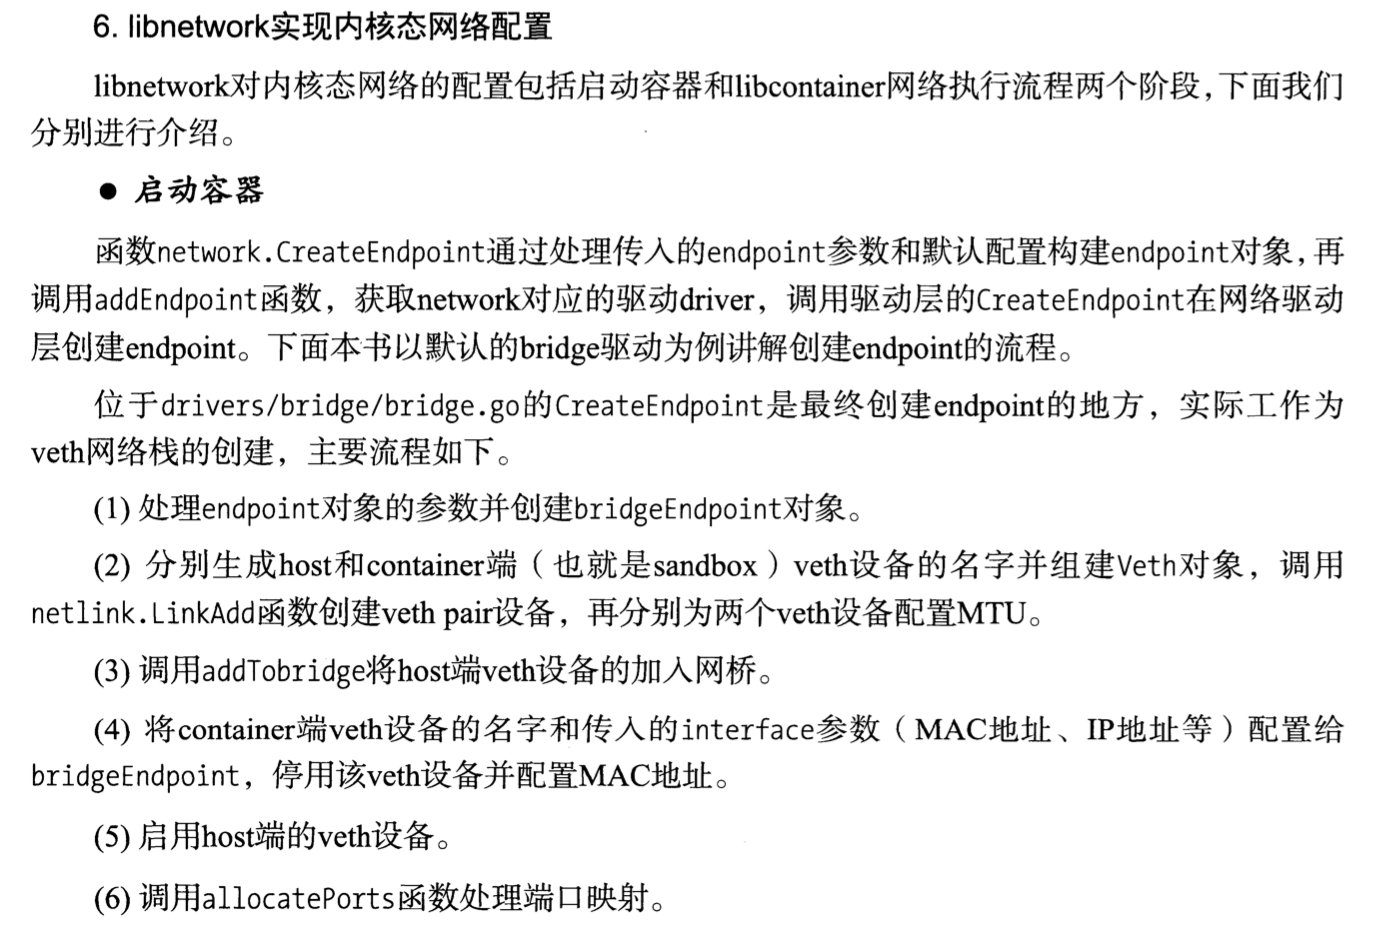 6. libnetwork实现内核态网络配置
libnetwork对内核态网络的配置包括启动容器和libcontainer网络执行流程两个阶段，下面我们
分别进行介绍。
● 启动容器
函数network.CreateEndpoint通过处理传入的endpoint参数和默认配置构建endpoint对象，再
调用addEndpoint函数，获取network对应的驱动driver，调用驱动层的CreateEndpoint在网络驱动
层创建endpoint。下面本书以默认的bridge驱动为例讲解创建endpoint的流程。
位于drivers/bridge/bridge.go的CreateEndpoint是最终创建endpoint的地方，实际工作为
veth网络栈的创建，主要流程如下。
(1) 处理endpoint对象的参数并创建bridgeEndpoint对象。
(2) 分别生成host和container端（也就是sandbox）veth设备的名字并组建Veth对象，调用
netlink.LinkAdd函数创建veth pair设备，再分别为两个veth设备配置MTU。
(3) 调用addTobridge将host端veth设备的加入网桥。
(4) 将container端veth设备的名字和传入的interface参数（MAC地址、IP地址等）配置给
bridgeEndpoint，停用该veth设备并配置MAC地址。
(5) 启用host端的veth设备。
(6) 调用allocatePorts函数处理端口映射。